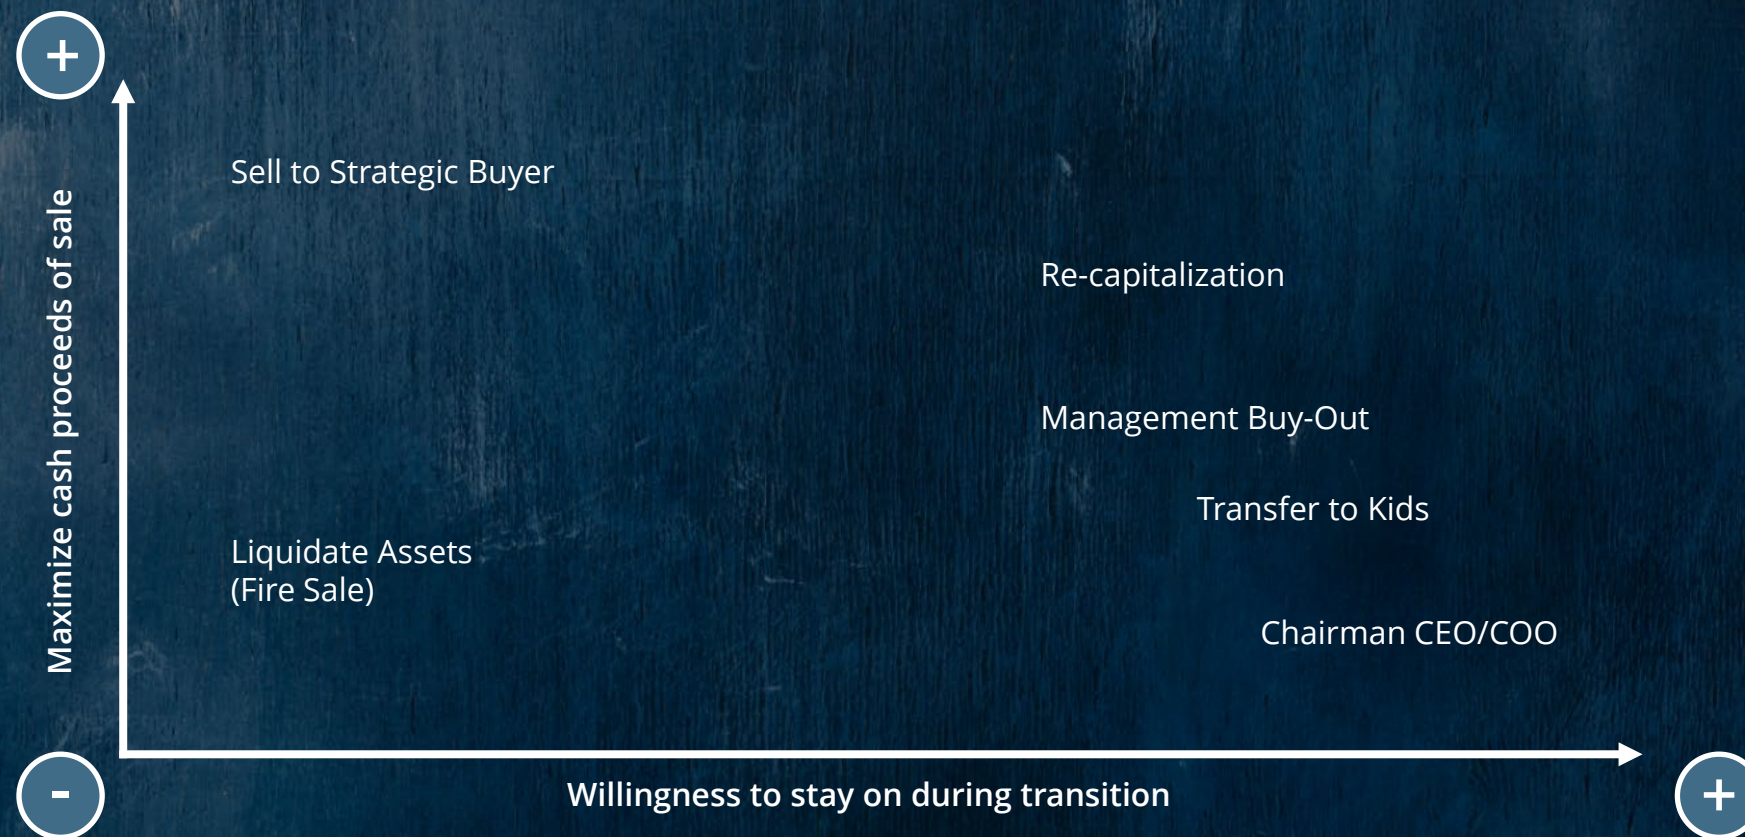 +
Maximize cash proceeds of sale
Sell to Strategic Buyer
Re-capitalization
Management Buy-Out
Transfer to Kids
Liquidate Assets
(Fire Sale)
Chairman CEO/COO
-
Willingness to stay on during transition
+